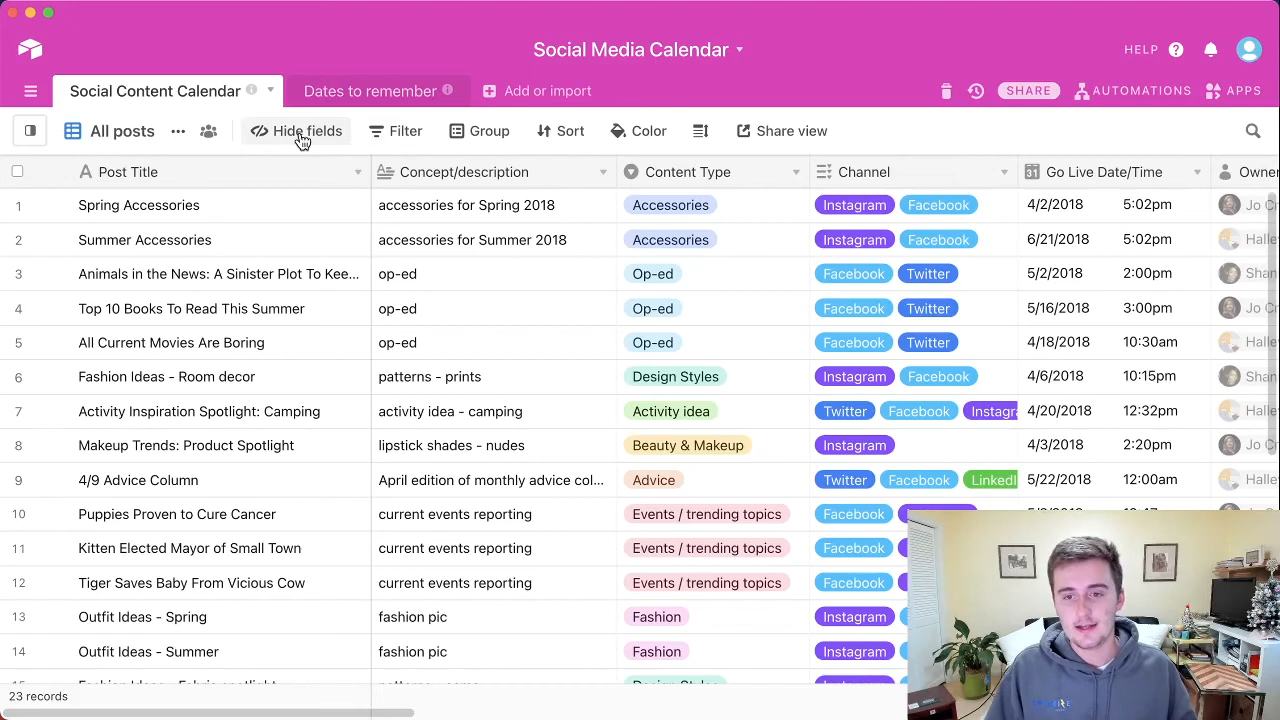 Social Media Calendar
HELP
Social Content Calendar
Dates to remember
Add or import
SHARE
AUTOMATIONS
APPS
All posts
Hide fields
Filter
Group
Sort
Color
Share view
Post Title Concept/description Content Type Channel 31 Go Live Date/Time Owner
1 Spring Accessories accessories for Spring 2018 Accessories Instagram Facebook 4/2/2018 5:02pm Jo C
2 Summer Accessories accessories for Summer 2018 Accessories Instagram Facebook 6/21/2018 5:02pm Halle
3 Animals in the News: A Sinister Plot To Kee... op-ed Op-ed Facebook Twitter 5/2/2018 2:00pm Shan
4 Top 10 Books To Read This Summer op-ed Op-ed Facebook Twitter 5/16/2018 3:00pm Jo C
5 All Current Movies Are Boring op-ed Op-ed Facebook Twitter 4/18/2018 10:30am Halle
6 Fashion Ideas - Room decor patterns - prints Design Styles Instagram Facebook 4/6/2018 10:15pm Shan
7 Activity Inspiration Spotlight: Camping activity idea - camping Activity idea Twitter Facebook Instagr 4/20/2018 12:32pm Halle
8 Makeup Trends: Product Spotlight lipstick shades - nudes Beauty & Makeup Instagram 4/3/2018 2:20pm Jo C
9 4/9 Advice Column April edition of monthly advice col... Advice Twitter Facebook LinkedI 5/22/2018 12:00am Halle
10 Puppies Proven to Cure Cancer current events reporting Events / trending topics Facebook
11 Kitten Elected Mayor of Small Town current events reporting Events / trending topics Facebook
12 Tiger Saves Baby From Vicious Cow current events reporting Events / trending topics Facebook
13 Outfit Ideas - Spring fashion pic Fashion Instagram
14 Outfit Ideas - Summer fashion pic Fashion Instagram
23 records